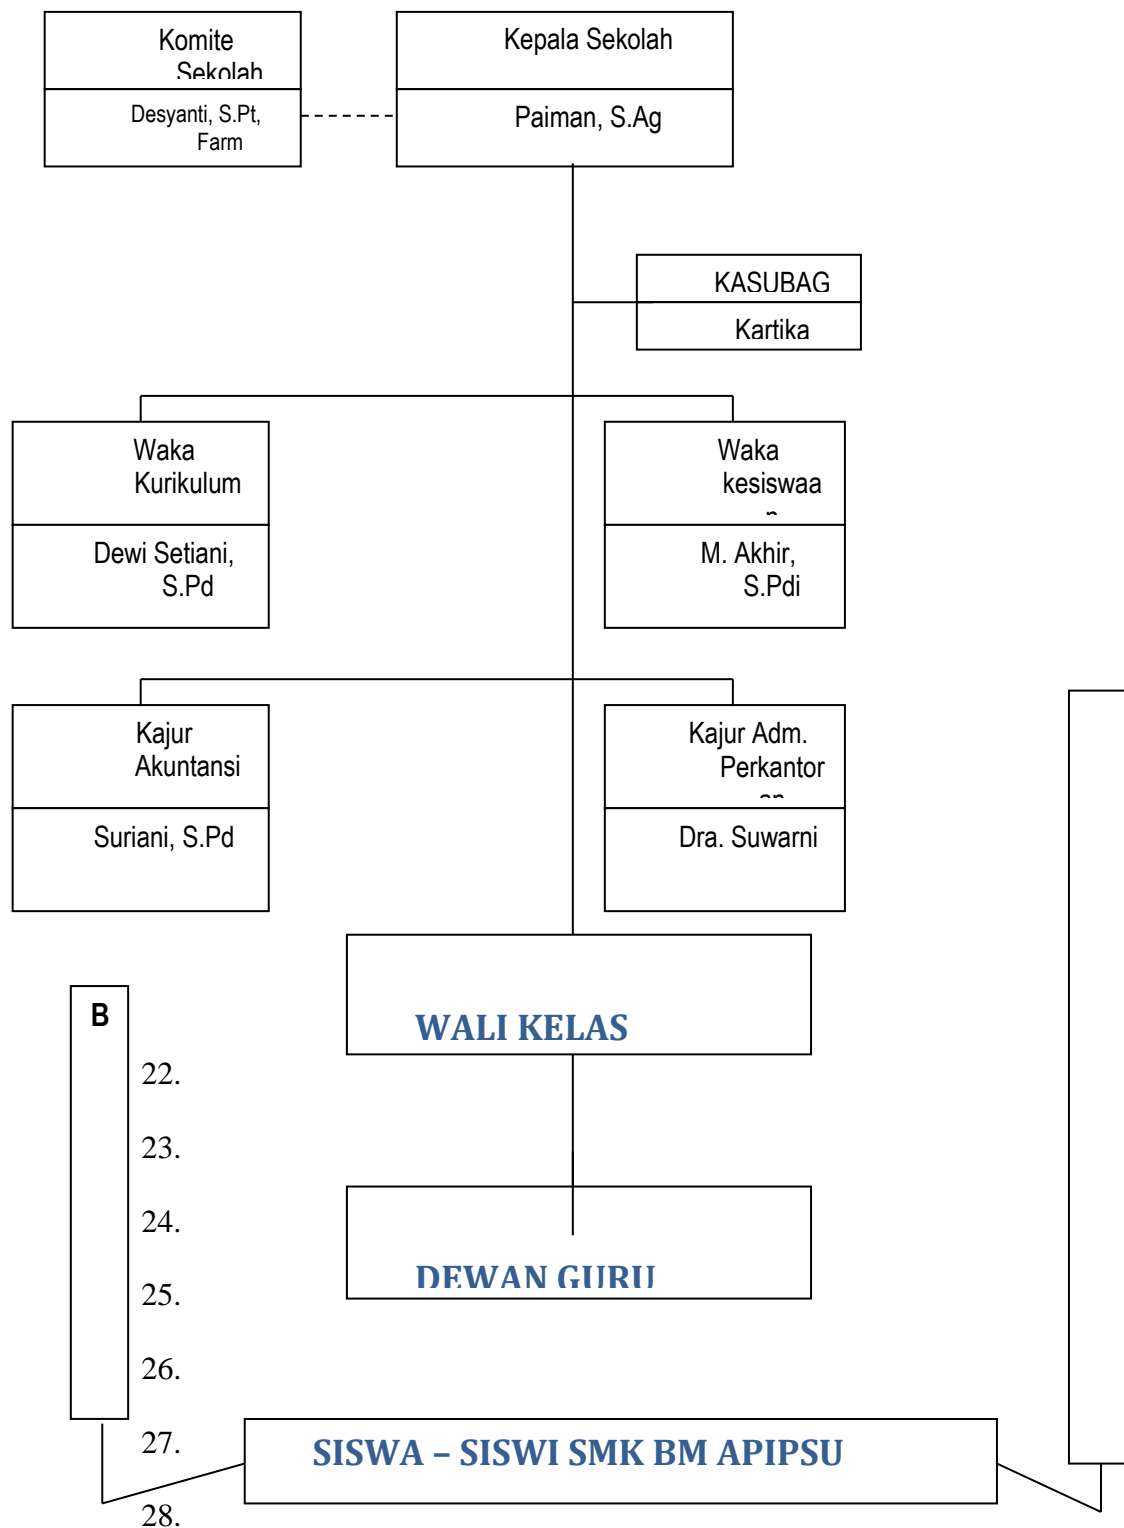 Komite
Sekolah
Kepala Sekolah
Desyanti, S.Pt,
Farm
Paiman, S.Ag
KASUBAG
Kartika
Waka
Kurikulum
Waka
kesiswaa
n
Dewi Setiani,
S.Pd
M. Akhir,
S.Pdi
Kajur
Akuntansi
Kajur Adm.
Perkantor
an
Suriani, S.Pd
Dra. Suwarni
B
WALI KELAS
22.
23.
24.
DEWAN GURU
25.
26.
27.
SISWA – SISWI SMK BM APIPSU
28.